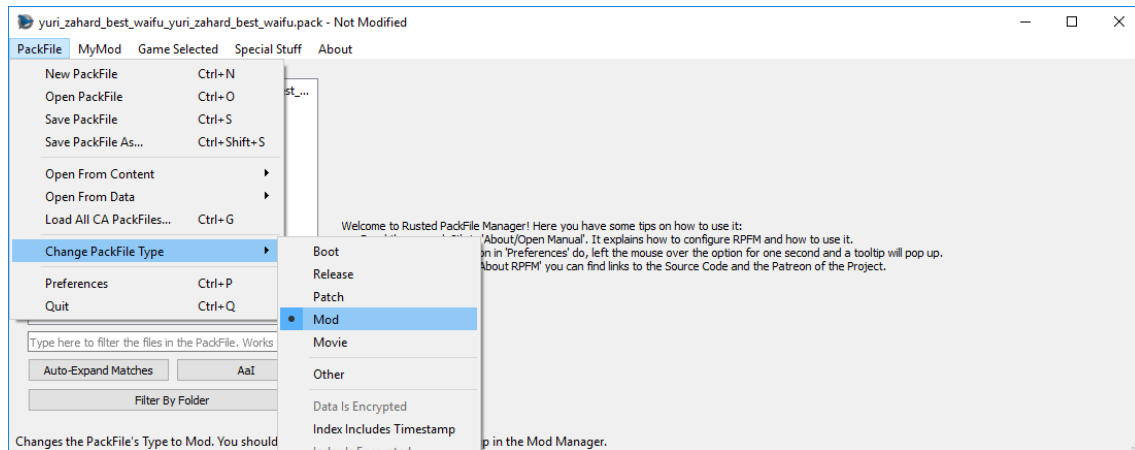 yuri_zahard_best_waifu_yuri_zahard_best_waifu.pack - Not Modified
PackFile MyMod Game Selected Special Stuff About
New PackFile Ctrl+N
st_...
Open PackFile Ctrl+O
Save PackFile Ctrl+S
Save PackFile As... Ctrl+Shift+S
Open From Content
Open From Data
Load All CA PackFiles... Ctrl+G
Change PackFile Type
Preferences Ctrl+P
Quit Ctrl+Q
Welcome to Rusted PackFile Manager! Here you have some tips on how to use it:
'About/Open Manual'. It explains how to configure RPFM and how to use it.
on in 'Preferences' do, left the mouse over the option for one second and a tooltip will pop up.
About RPFM' you can find links to the Source Code and the Patreon of the Project.
Boot
Release
Patch
Mod
Movie
Other
Data Is Encrypted
Index Includes Timestamp
Type here to filter the files in the PackFile. Works
Auto-Expand Matches AaI
Filter By Folder
Changes the PackFile's Type to Mod. You should
p in the Mod Manager.